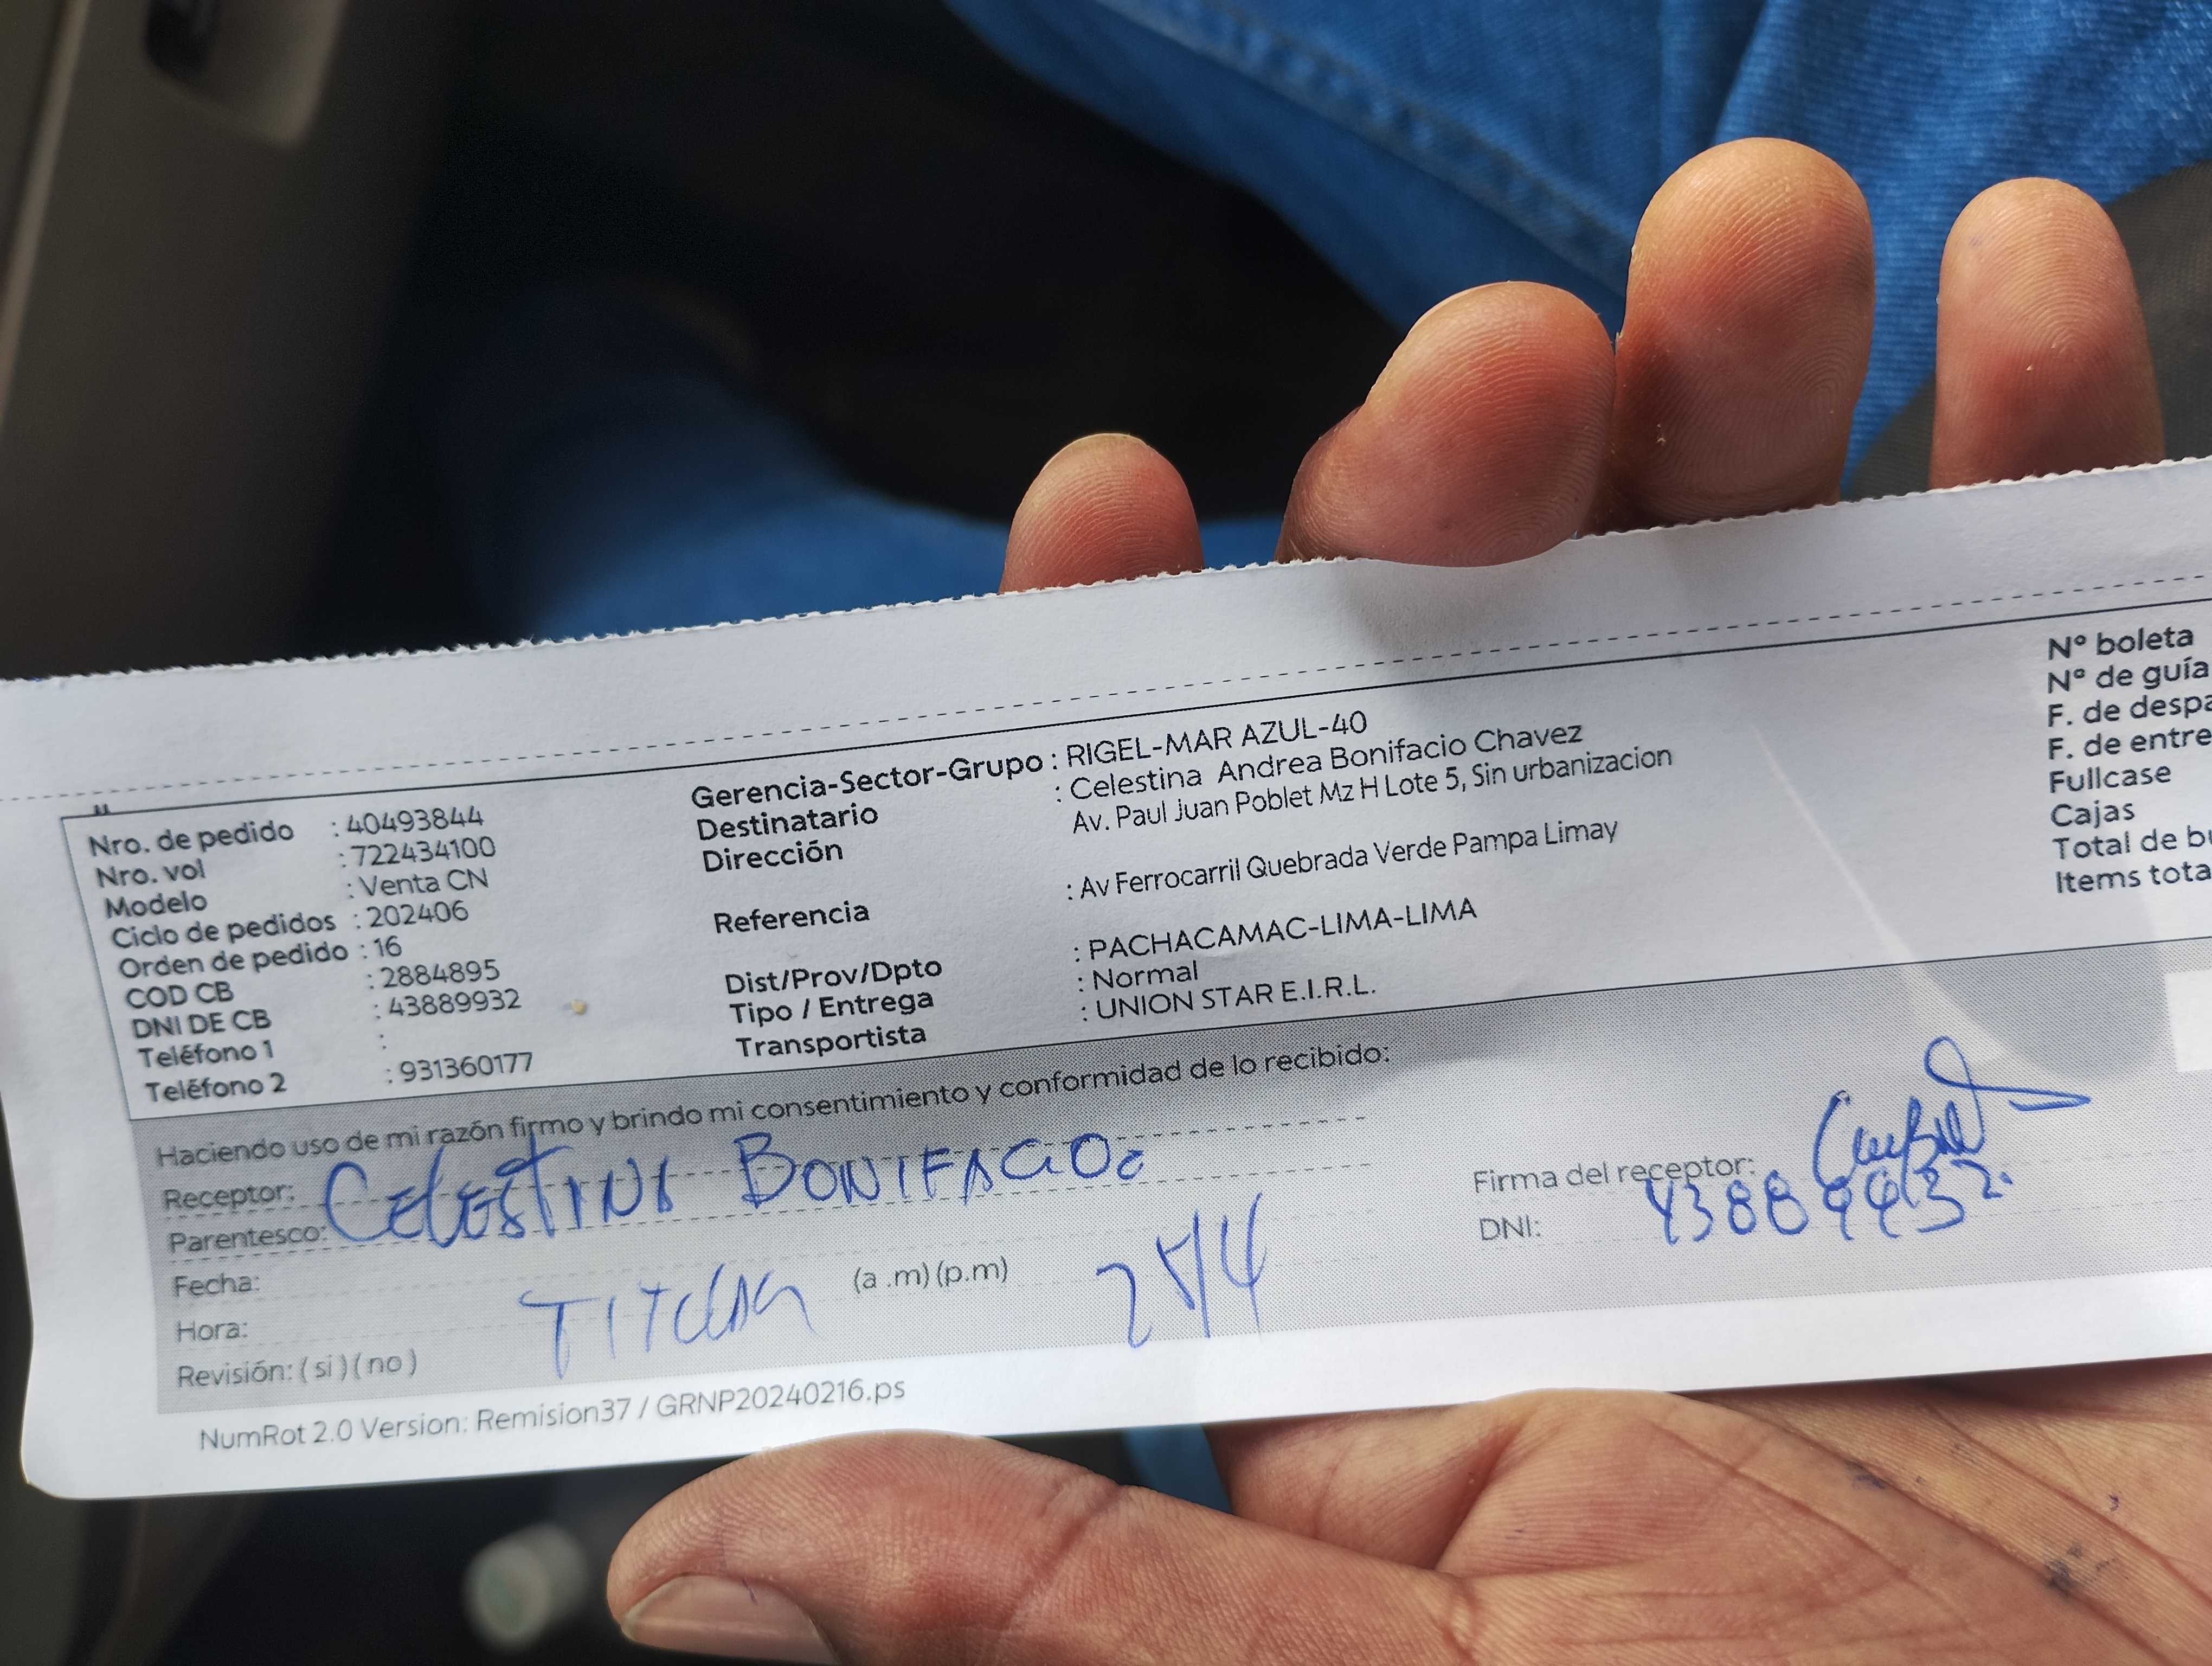 Nro. de pedido : 40493844
Nro. vol : 722434100
Modelo : Venta CN
Ciclo de pedidos : 202406
Orden de pedido : 16
COD CB : 2884895
DNI DE CB : 43889932
Teléfono 1 :
Teléfono 2 : 931360177
Gerencia-Sector-Grupo : RIGEL-MAR AZUL-40
Destinatario : Celestina Andrea Bonifacio Chavez
Dirección Av. Paul Juan Poblet Mz H Lote 5, Sin urbanizacion
Referencia : Av Ferrocarril Quebrada Verde Pampa Limay
Dist/Prov/Dpto : PACHACAMAC-LIMA-LIMA
Tipo / Entrega : Normal
Transportista : UNION STAR E.I.R.L.
Nº boleta
Nº de guía
F. de despa
F. de entre
Fullcase
Cajas
Total de bu
Items tota
Haciendo uso de mi razón firmo y brindo mi consentimiento y conformidad de lo recibido:
Receptor: CELESTINA BONIFACIO
Parentesco:
Fecha:
Hora: TITULAR (a .m) (p.m)
Revisión: ( si ) ( no )
Firma del receptor:
DNI: 43889932
NumRot 2.0 Version: Remision37 / GRNP20240216.ps